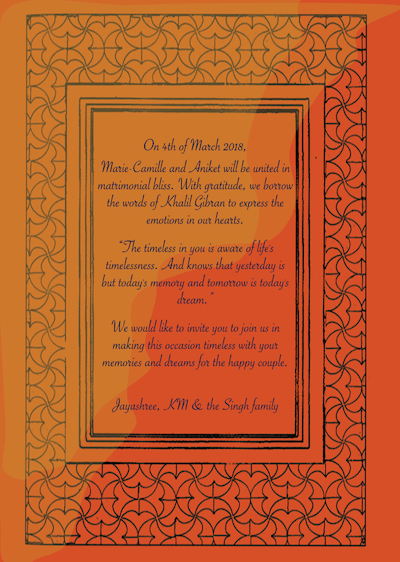 On 4th of March 2018,
Marie-Camille and Aniket will be united in
matrimonial bliss. With gratitude, we borrow
the words of Khalil Gibran to express the
emotions in our hearts.
"The timeless in you is aware of life's
timelessness. And knows that yesterday is
but today's memory and tomorrow is today's
dream."
We would like to invite you to join us in
making this occasion timeless with your
memories and dreams for the happy couple.
Jayashree, KM & the Singh family